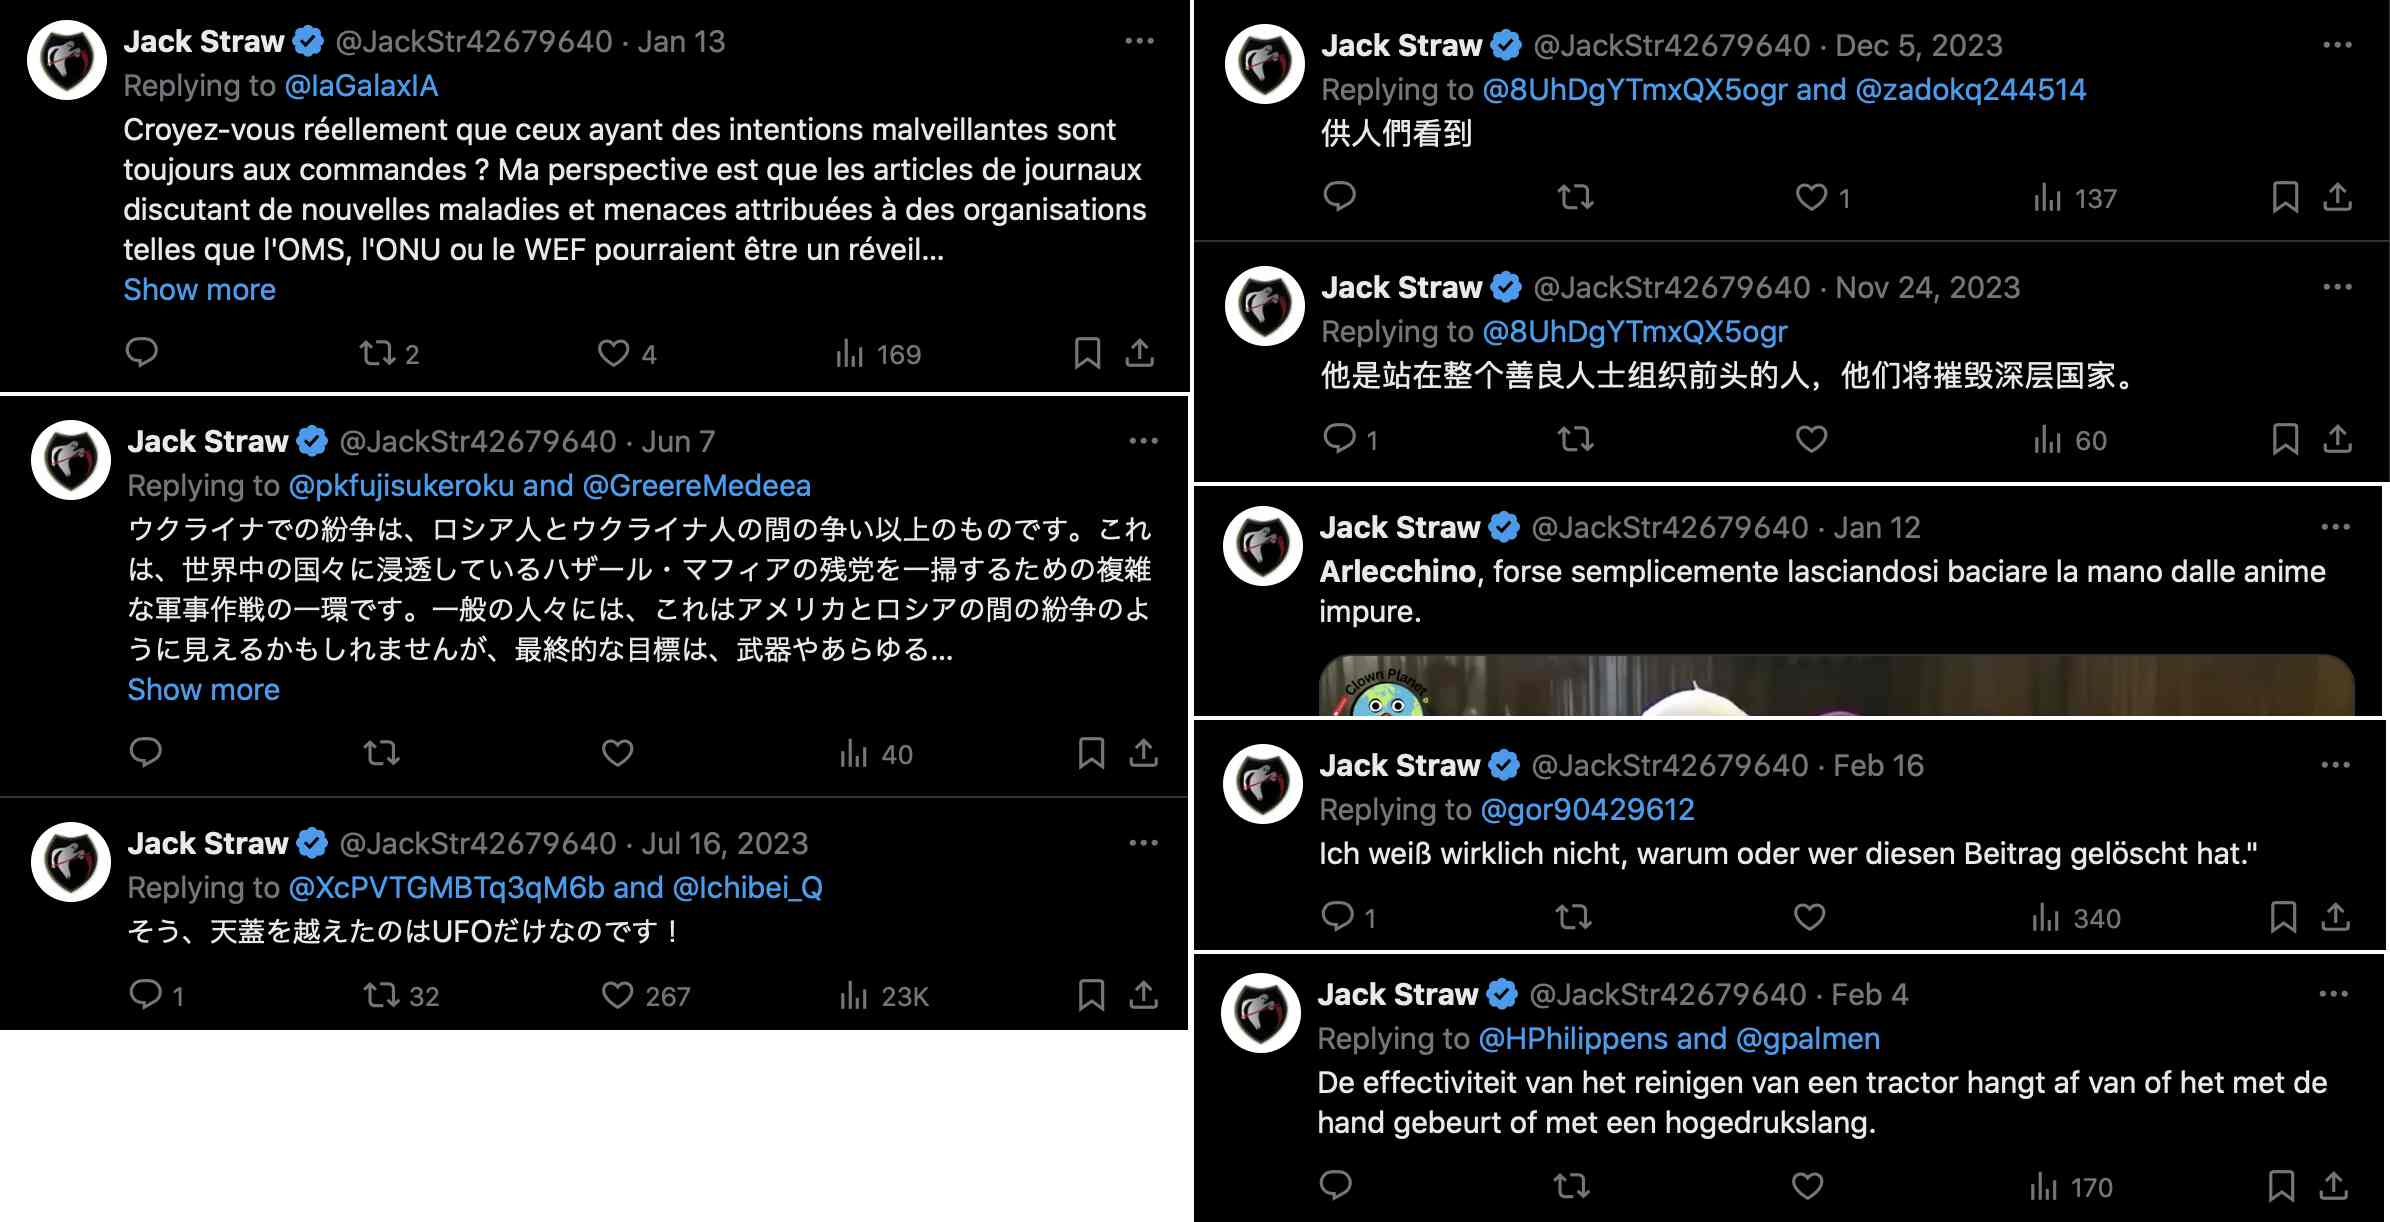 Jack Straw @JackStr42679640 · Jan 13
Replying to @IaGalaxIA
Croyez-vous réellement que ceux ayant des intentions malveillantes sont
toujours aux commandes ? Ma perspective est que les articles de journaux
discutant de nouvelles maladies et menaces attribuées à des organisations
telles que l'OMS, l'ONU ou le WEF pourraient être un réveil...
Show more
2 4 169
Jack Straw @JackStr42679640 · Jun 7
Replying to @pkfujisukeroku and @GreereMedeea
ウクライナでの紛争は、ロシア人とウクライナ人の間の争い以上のものです。これ
は、世界中の国々に浸透しているハザール・マフィアの残党を一掃するための複雑
な軍事作戦の一環です。一般の人々には、これはアメリカとロシアの間の紛争のよ
うに見えるかもしれませんが、最終的な目標は、武器やあらゆる...
Show more
40
Jack Straw @JackStr42679640 · Jul 16, 2023
Replying to @XcPVTGMBTq3qM6b and @Ichibei_Q
そう、天蓋を越えたのはUFOだけなのです！
1 32 267 23K
Jack Straw @JackStr42679640 · Dec 5, 2023
Replying to @8UhDgYTmxQX5ogr and @zadokq244514
供人們看到
1 137
Jack Straw @JackStr42679640 · Nov 24, 2023
Replying to @8UhDgYTmxQX5ogr
他是站在整个善良人士组织前头的人，他们将摧毁深层国家。
1 60
Jack Straw @JackStr42679640 · Jan 12
Arlecchino, forse semplicemente lasciandosi baciare la mano dalle anime
impure.
Clown Planet
Jack Straw @JackStr42679640 · Feb 16
Replying to @gor90429612
Ich weiß wirklich nicht, warum oder wer diesen Beitrag gelöscht hat."
1 340
Jack Straw @JackStr42679640 · Feb 4
Replying to @HPhilippens and @gpalmen
De effectiviteit van het reinigen van een tractor hangt af van of het met de
hand gebeurt of met een hogedrukslang.
170